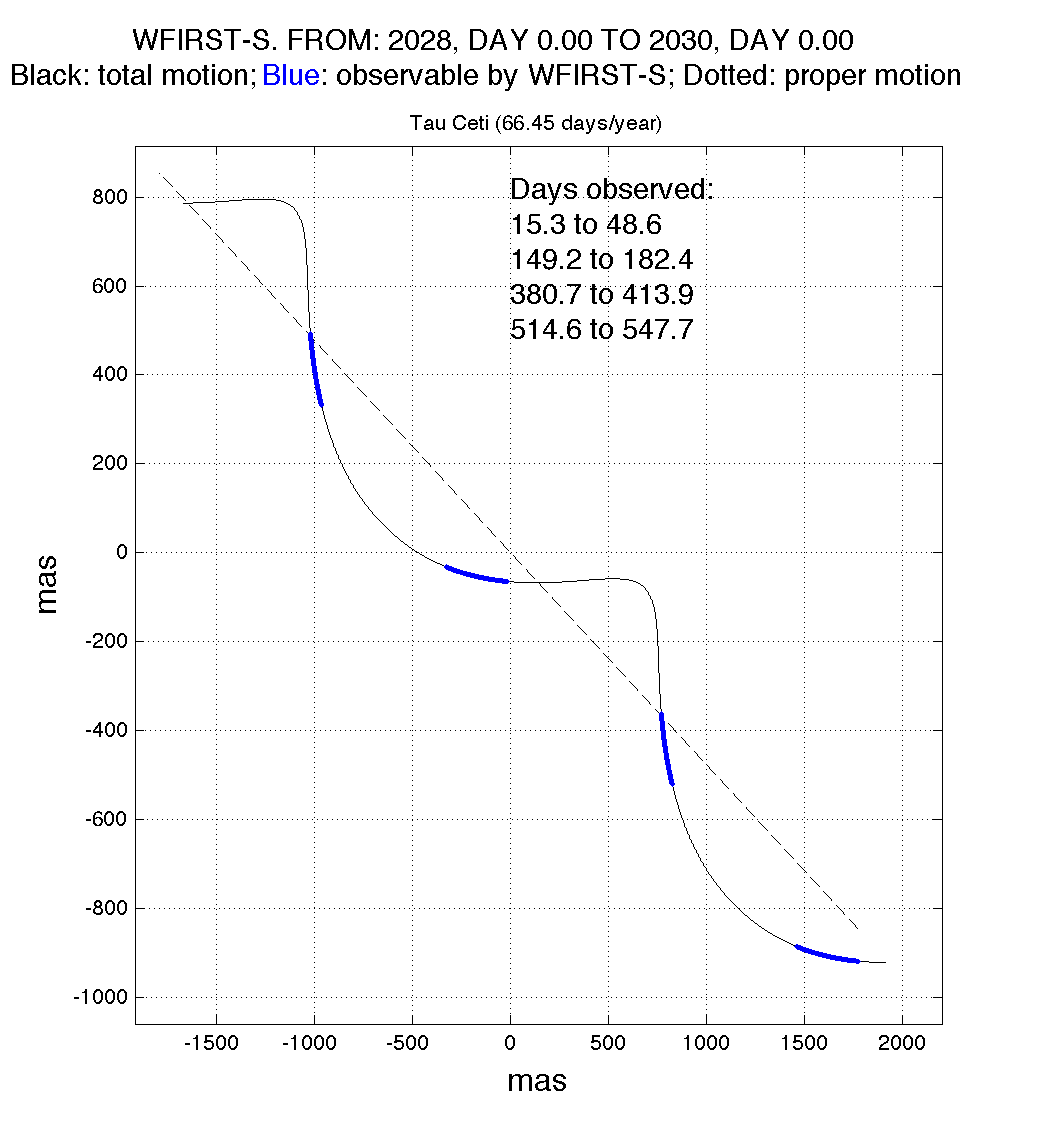 WFIRST-S. FROM: 2028, DAY 0.00 TO 2030, DAY 0.00
Black: total motion; Blue: observable by WFIRST-S; Dotted: proper motion
Tau Ceti (66.45 days/year)
Days observed:
15.3 to 48.6
149.2 to 182.4
380.7 to 413.9
514.6 to 547.7
800
600
400
200
0
-200
-400
-600
-800
-1000
mas
-1500
-1000
-500
0
500
1000
1500
2000
mas